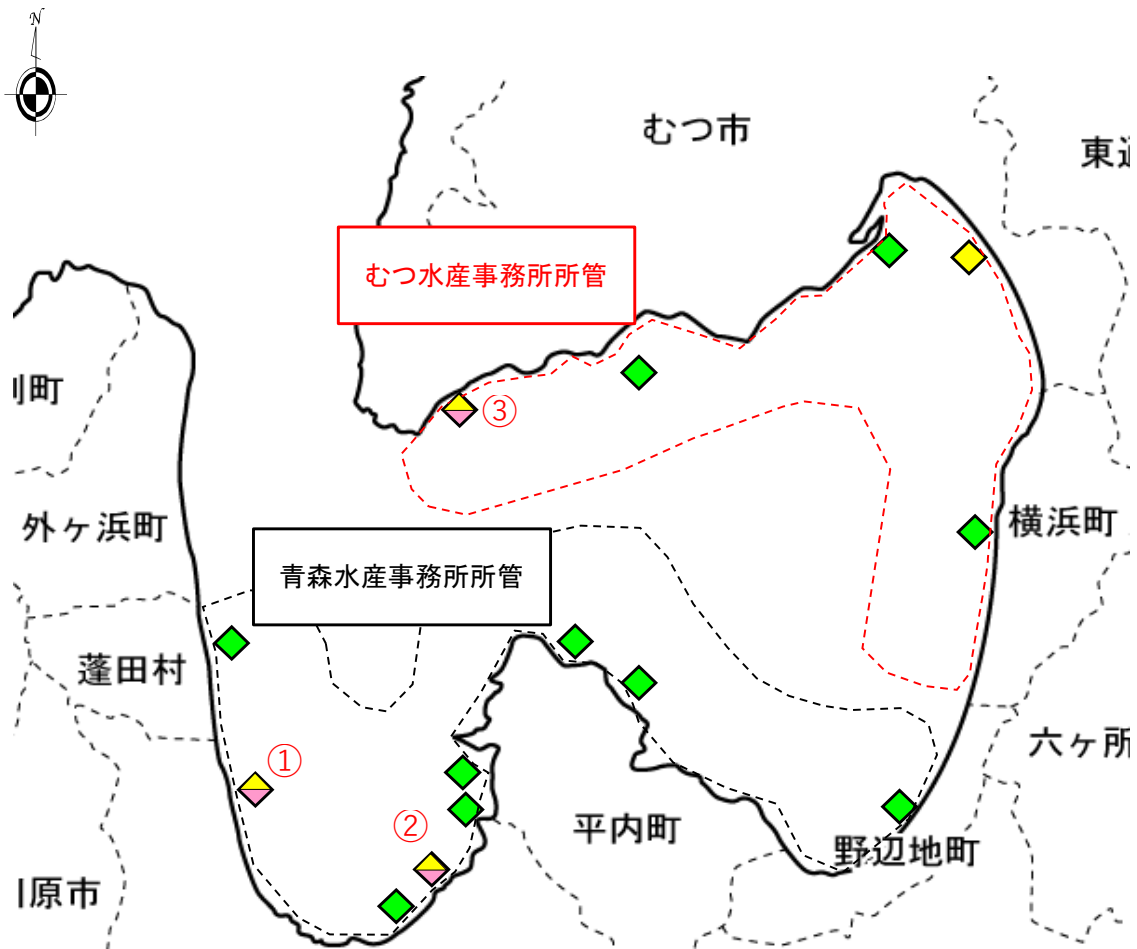 N
むつ市
東通
むつ水産事務所所管
③
外ヶ浜町
横浜町
青森水産事務所所管
蓬田村
六ヶ所
①
②
平内町
野辺地町
原市